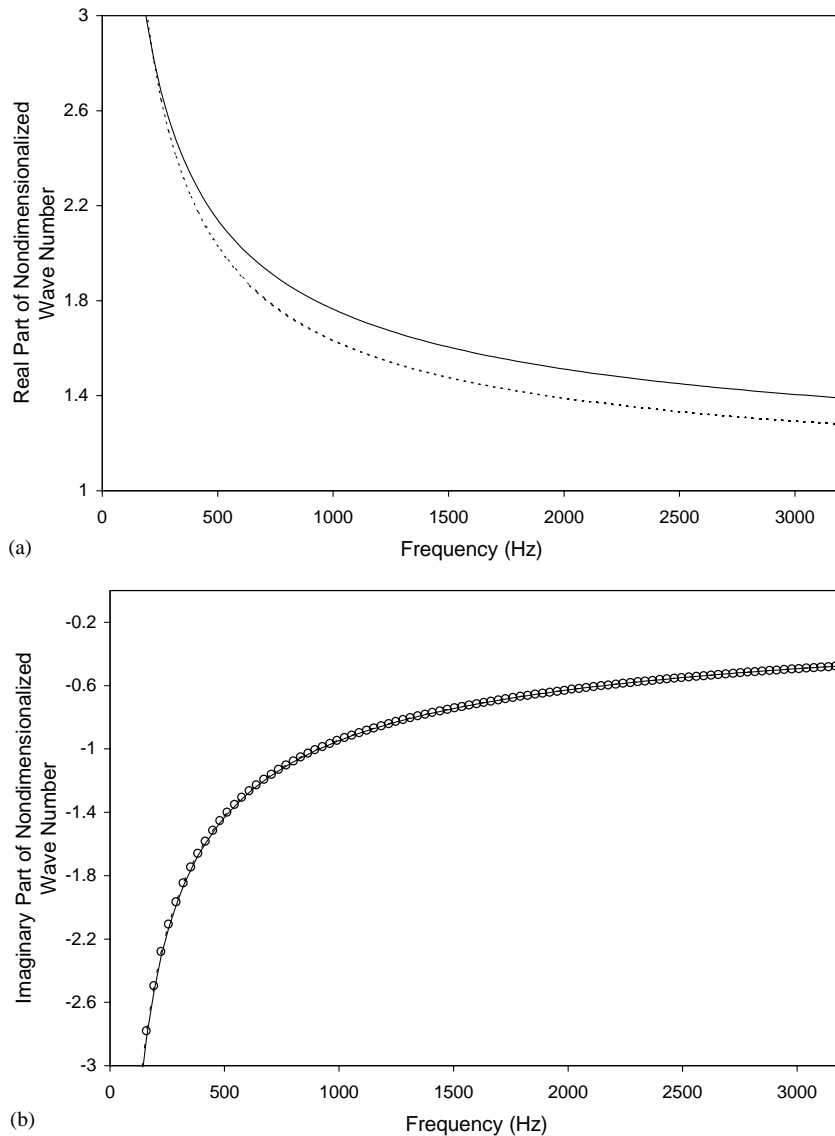 3
2.6
2.2
1.8
1.4
1
Real Part of Nondimensionalized
Wave Number
0 500 1000 1500 2000 2500 3000
(a)
Frequency (Hz)
-0.2
-0.6
-1
-1.4
-1.8
-2.2
-2.6
-3
Imaginary Part of Nondimensionalized
Wave Number
0 500 1000 1500 2000 2500 3000
(b)
Frequency (Hz)